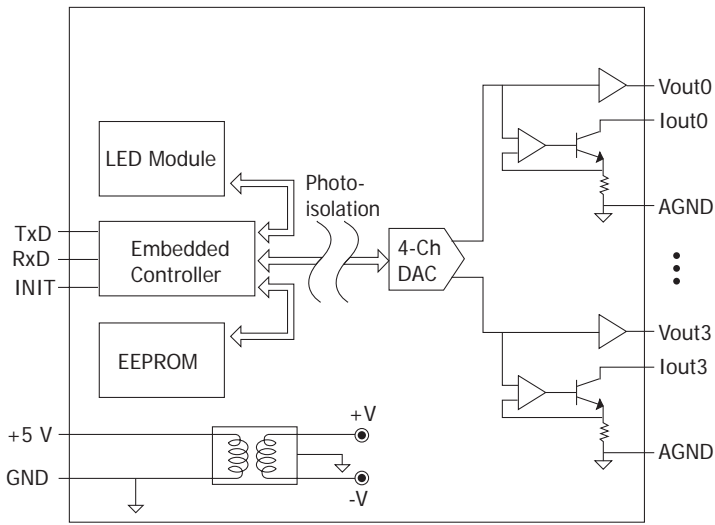 Vout0
Iout0
LED Module
Photo-
isolation
AGND
TxD
RxD
INIT
Embedded
Controller
4-Ch
DAC
Vout3
EEPROM
Iout3
+V
+5 V
AGND
GND
-V